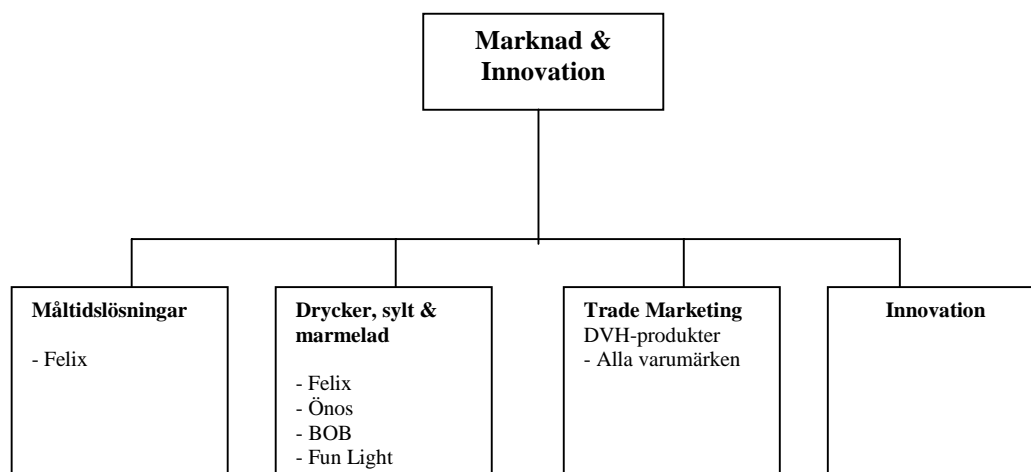 Marknad &
Innovation
Måltidslösningar
- Felix
Drycker, sylt &
marmelad
- Felix
- Önos
- BOB
- Fun Light
Trade Marketing
DVH-produkter
- Alla varumärken
Innovation